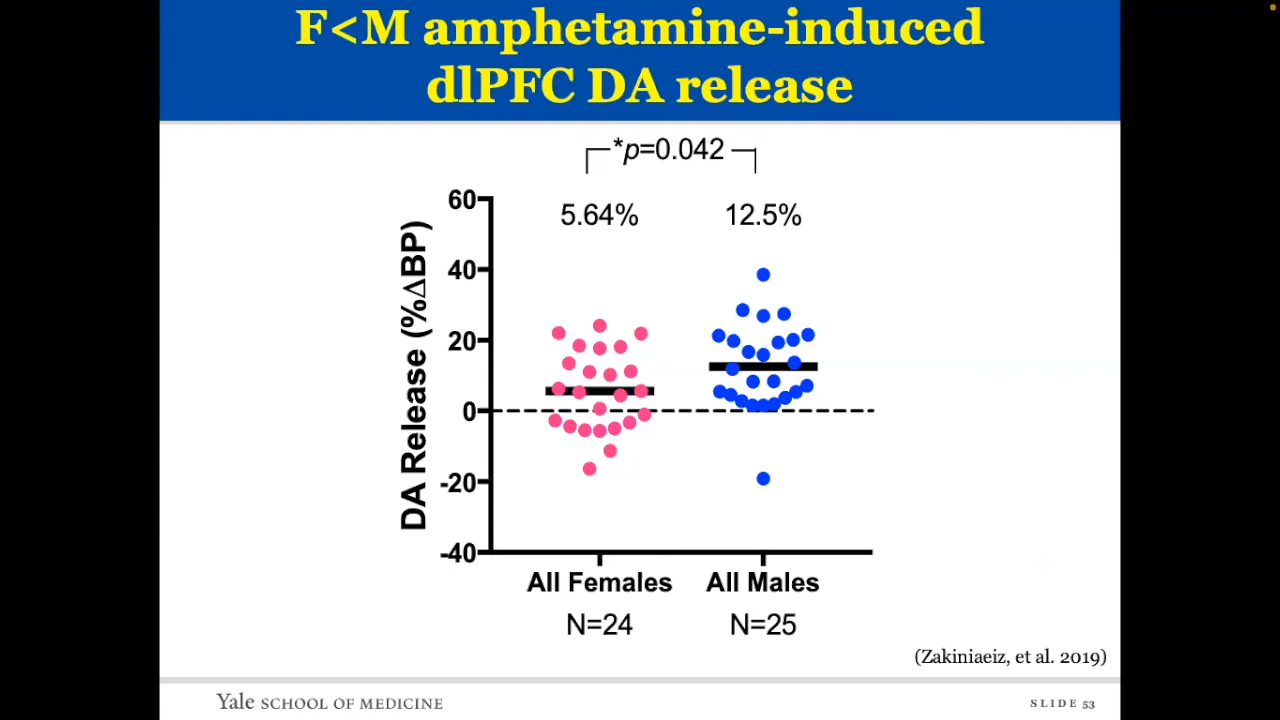 F<M amphetamine-induced
dlPFC DA release
*p=0.042
5.64% 12.5%
DA Release (%ΔBP)
60
40
20
0
-20
-40
All Females All Males
N=24 N=25
(Zakiniaeiz, et al. 2019)
Yale SCHOOL OF MEDICINE SLIDE 53